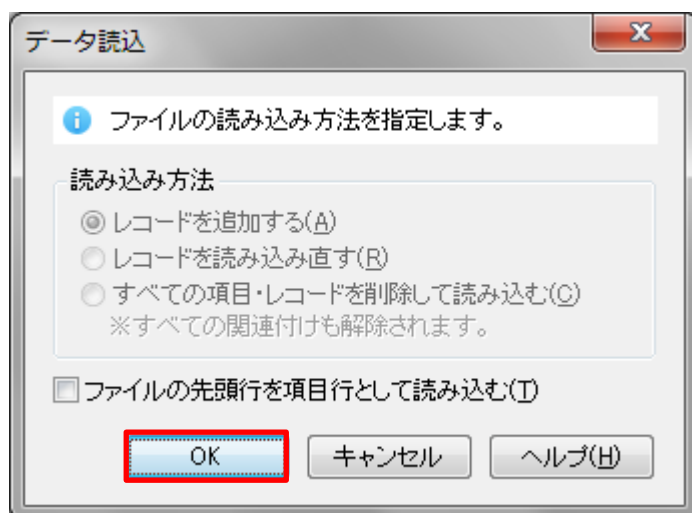 データ読込
ファイルの読み込み方法を指定します。
読み込み方法
レコードを追加する(A)
レコードを読み込み直す(R)
すべての項目・レコードを削除して読み込む(C)
※すべての関連付けも解除されます。
ファイルの先頭行を項目行として読み込む(T)
OK キャンセル ヘルプ(H)